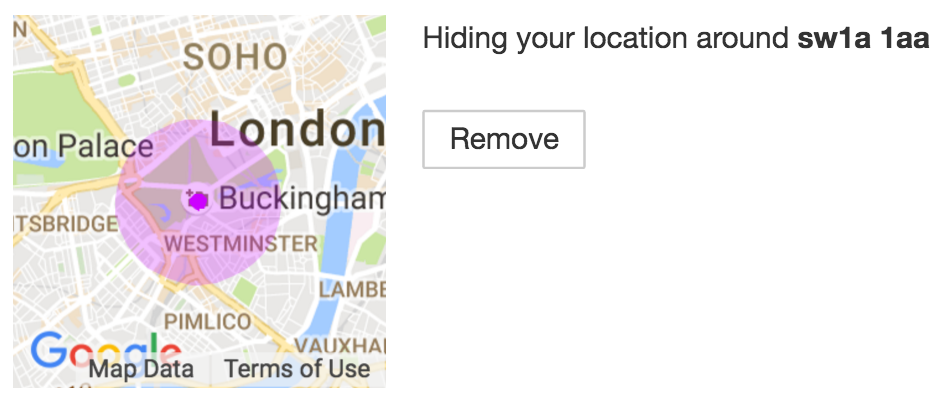 N
SOHO
London
on Palace
Buckingham
TSBRIDGE
WESTMINSTER
LAMBE
PIMLICO
VAUXHA
Google
Map Data
Terms of Use
Hiding your location around sw1a 1aa
Remove